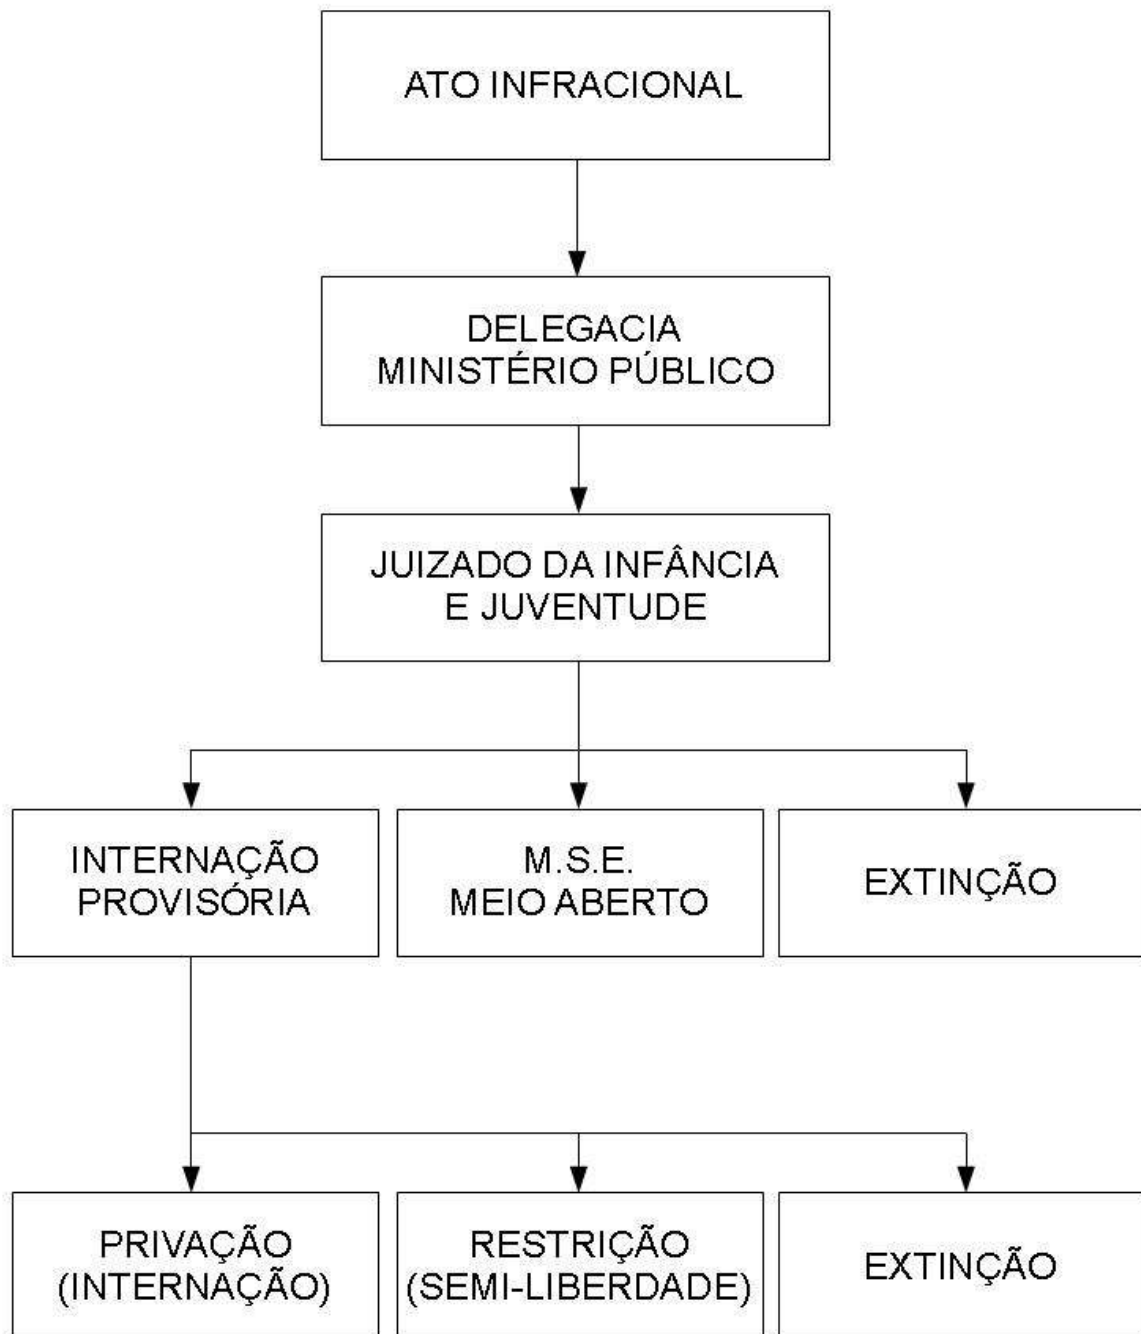 ATO INFRACIONAL
DELEGACIA
MINISTÉRIO PÚBLICO
JUIZADO DA INFÂNCIA
E JUVENTUDE
INTERNAÇÃO
PROVISÓRIA
M.S.E.
MEIO ABERTO
EXTINÇÃO
PRIVAÇÃO
(INTERNAÇÃO)
RESTRIÇÃO
(SEMI-LIBERDADE)
EXTINÇÃO